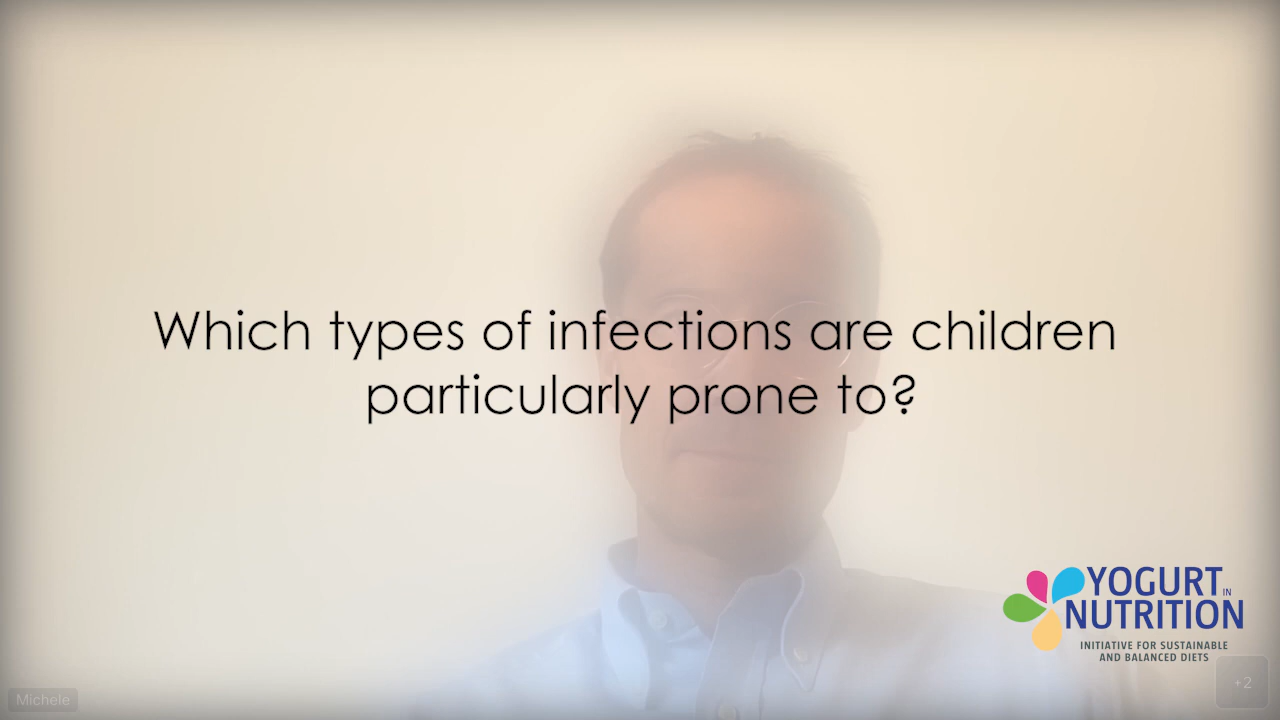 Which types of infections are children
particularly prone to?
YOGURT IN
NUTRITION
INITIATIVE FOR SUSTAINABLE
AND BALANCED DIETS
+2
Michele